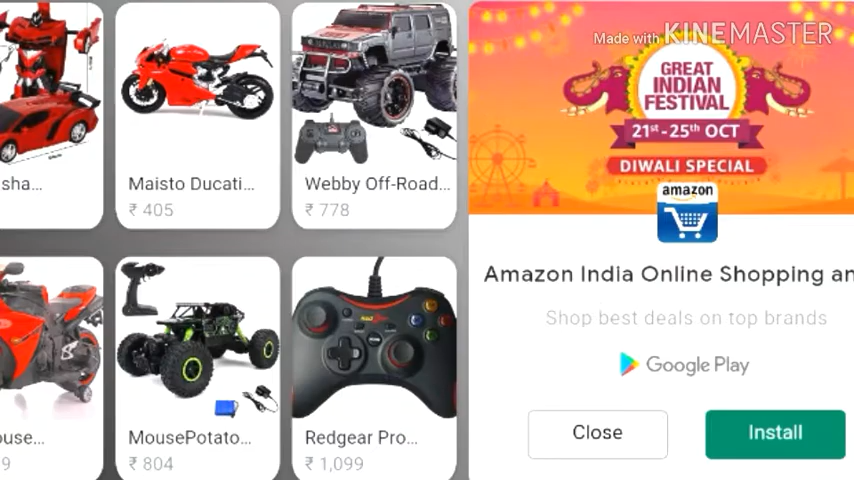 Made with KINEMASTER
GREAT
INDIAN
FESTIVAL
21st-25th OCT
DIWALI SPECIAL
amazon
sha...
Maisto Ducati...
₹ 405
Webby Off-Road...
₹ 778
Amazon India Online Shopping an
Shop best deals on top brands
Google Play
Close
Install
ouse...
9
MousePotato...
₹ 804
Redgear Pro...
₹ 1,099